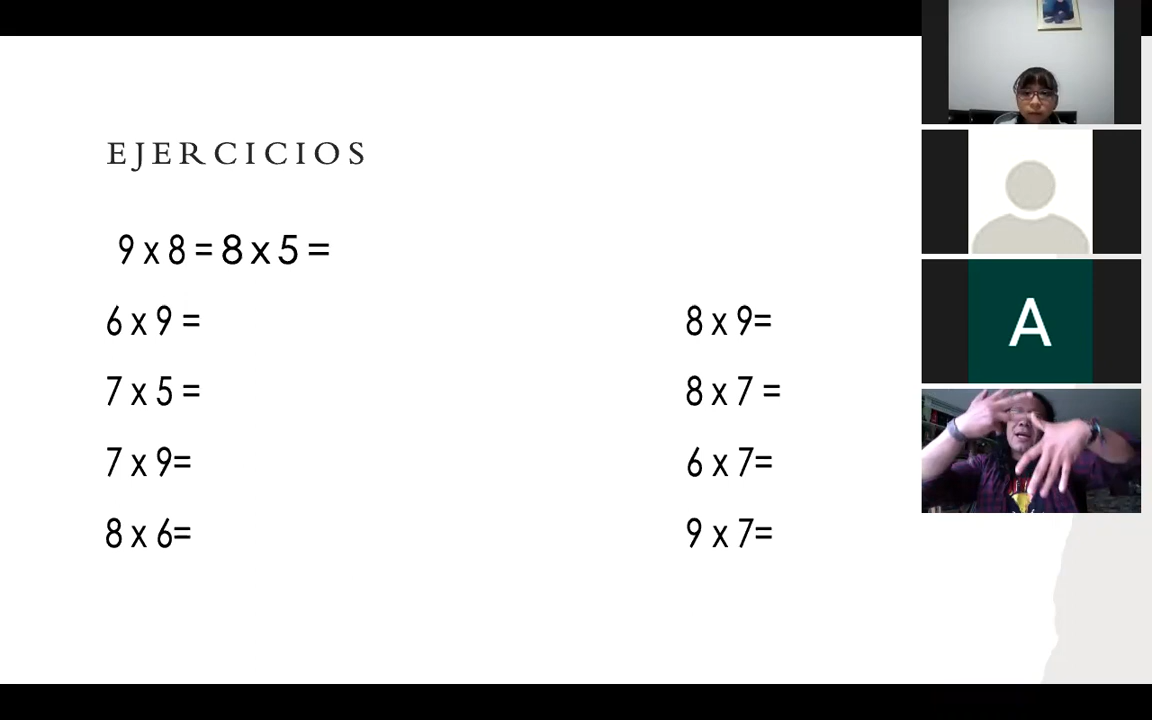 EJERCICIOS
9 x 8 = 8 x 5 =
6 x 9 =
7 x 5 =
7 x 9=
8 x 6=
8 x 9=
8 x 7 =
6 x 7=
9 x 7=
A